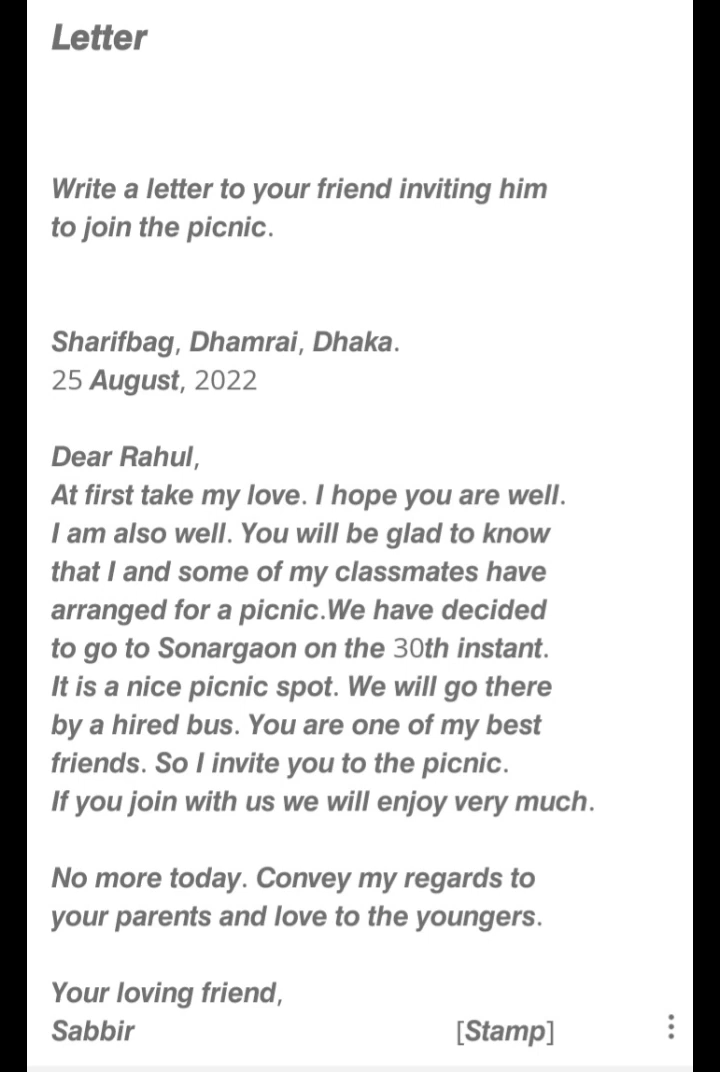 Letter
Write a letter to your friend inviting him
to join the picnic.
Sharifbag, Dhamrai, Dhaka.
25 August, 2022
Dear Rahul,
At first take my love. I hope you are well.
I am also well. You will be glad to know
that I and some of my classmates have
arranged for a picnic.We have decided
to go to Sonargaon on the 30th instant.
It is a nice picnic spot. We will go there
by a hired bus. You are one of my best
friends. So I invite you to the picnic.
If you join with us we will enjoy very much.
No more today. Convey my regards to
your parents and love to the youngers.
Your loving friend,
Sabbir [Stamp]